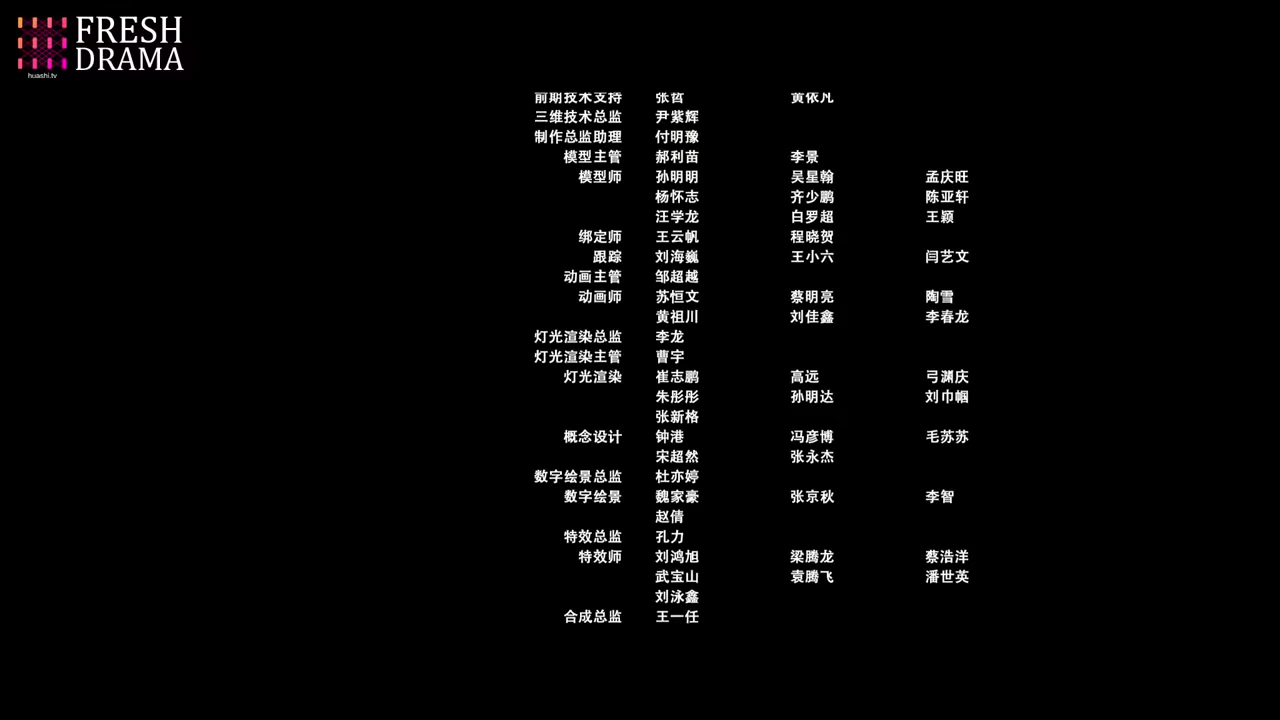 FRESH
DRAMA
huashi.tv
前期技术支持 张哲 黄依凡
三维技术总监 尹紫辉
制作总监助理 付明豫
模型主管 郝利苗 李景
模型师 孙明明 吴星翰 孟庆旺
杨怀志 齐少鹏 陈亚轩
汪学龙 白罗超 王颖
绑定师 王云帆 程晓贺
跟踪 刘海巍 王小六 闫艺文
动画主管 邹超越
动画师 苏恒文 蔡明亮 陶雪
黄祖川 刘佳鑫 李春龙
灯光渲染总监 李龙
灯光渲染主管 曹宇
灯光渲染 崔志鹏 高远 弓渊庆
朱彤彤 孙明达 刘巾帼
张新格
概念设计 钟港 冯彦博 毛苏苏
宋超然 张永杰
数字绘景总监 杜亦婷
数字绘景 魏家豪 张京秋 李智
赵倩
特效总监 孔力
特效师 刘鸿旭 梁腾龙 蔡浩洋
武宝山 袁腾飞 潘世英
刘泳鑫
合成总监 王一任